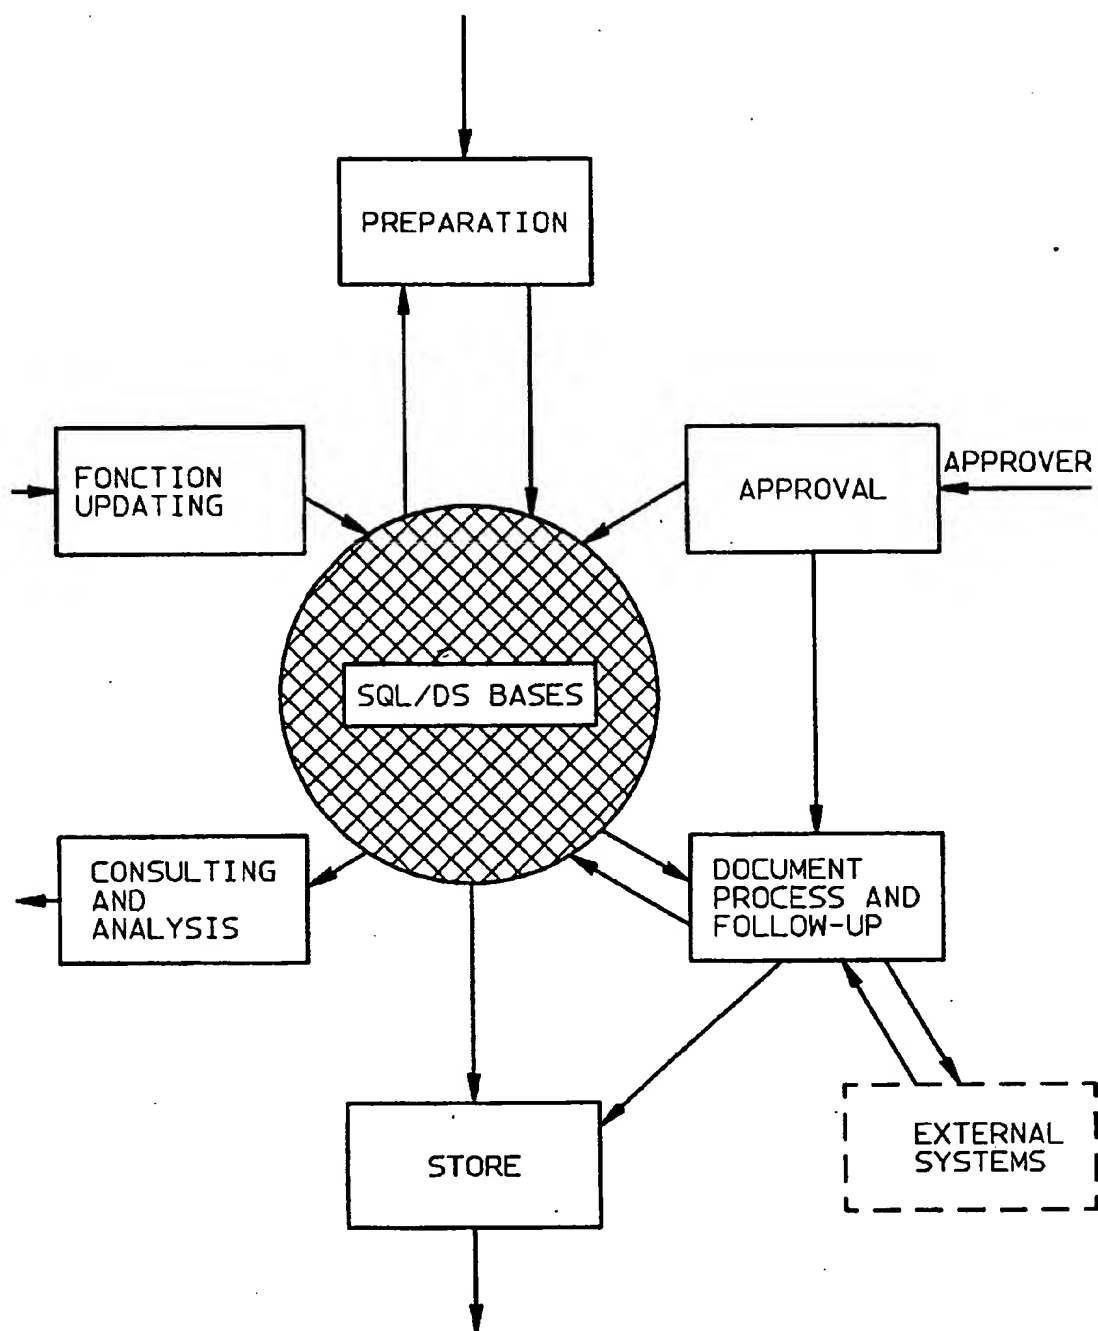 PREPARATION
FONCTION
UPDATING
APPROVAL
APPROVER
SQL/DS BASES
CONSULTING
AND
ANALYSIS
DOCUMENT
PROCESS AND
FOLLOW-UP
STORE
EXTERNAL
SYSTEMS